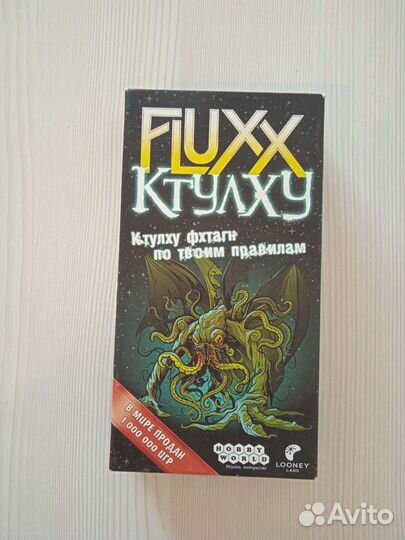 FLUXX
КТУЛХУ
Ктулху фхтагн
по твоим правилам
В МИРЕ ПРОДАН
1 000 000 ИГР
HOBBY
WORLD
Играть интересно
LOONEY
LABS
Avito